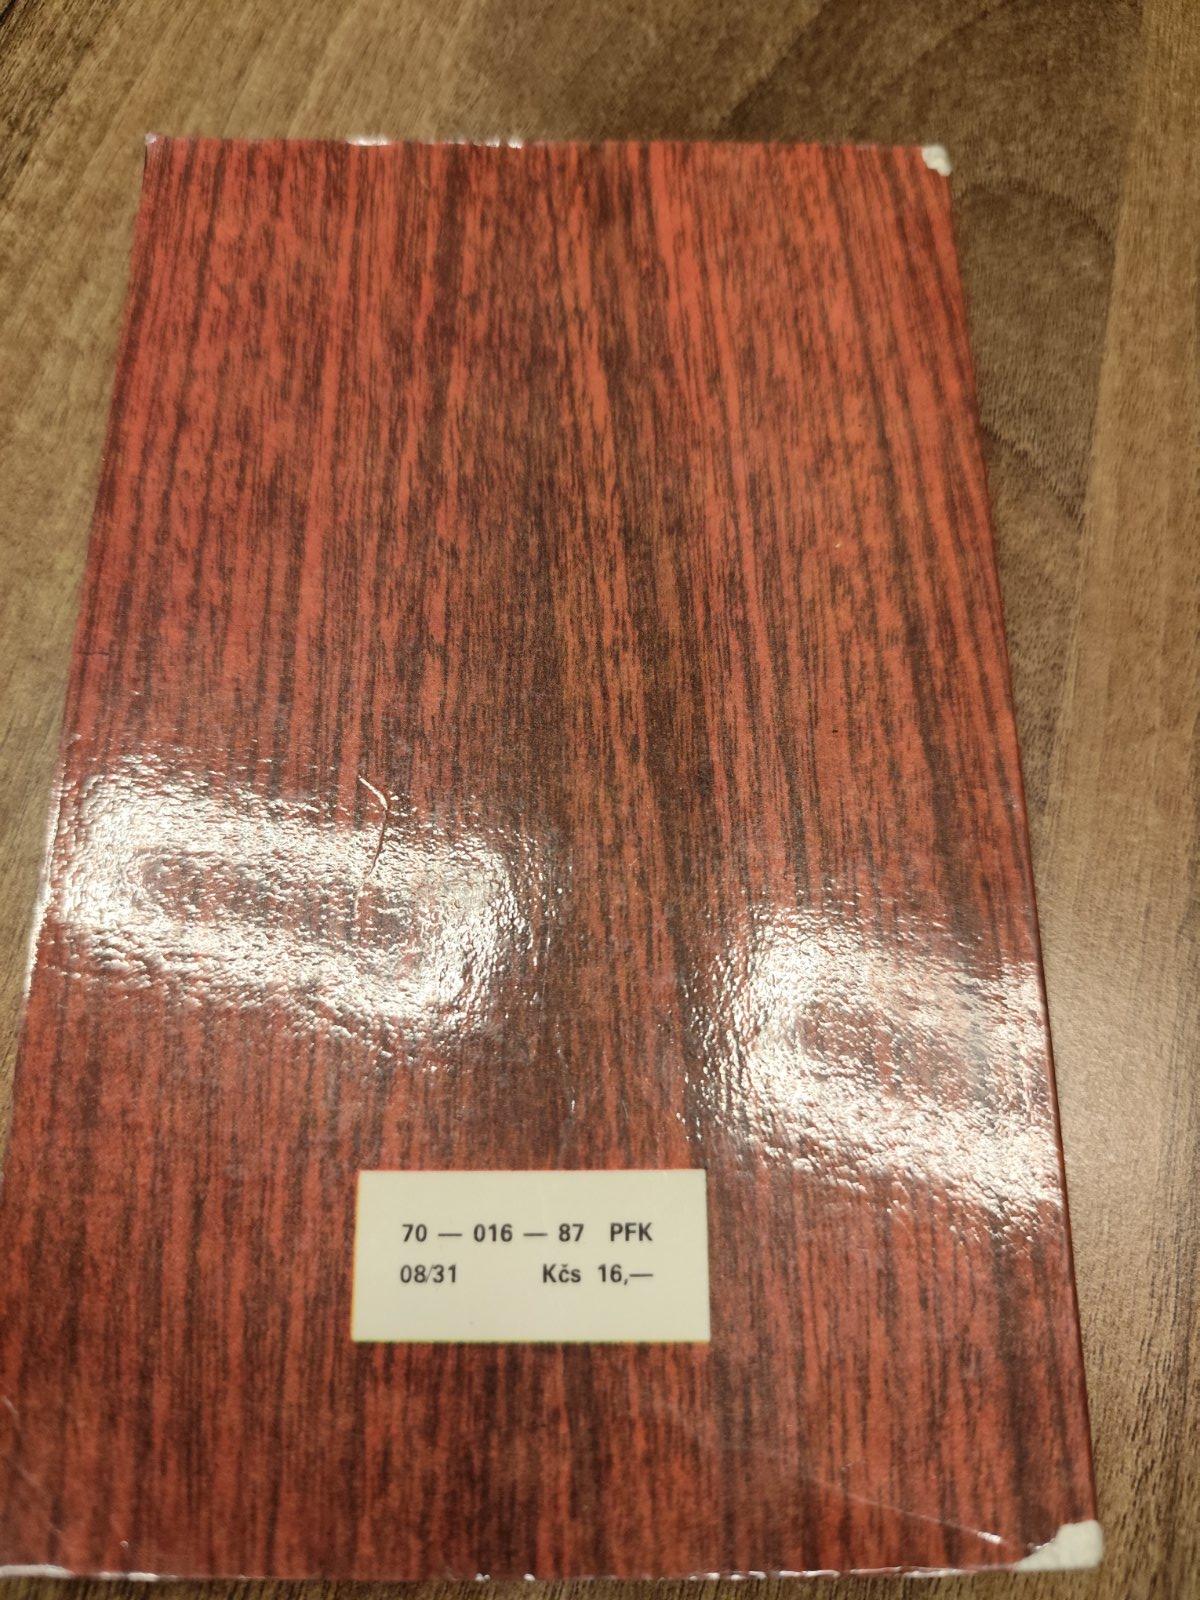 70 — 016 — 87 PFK
08/31 Kčs 16,—